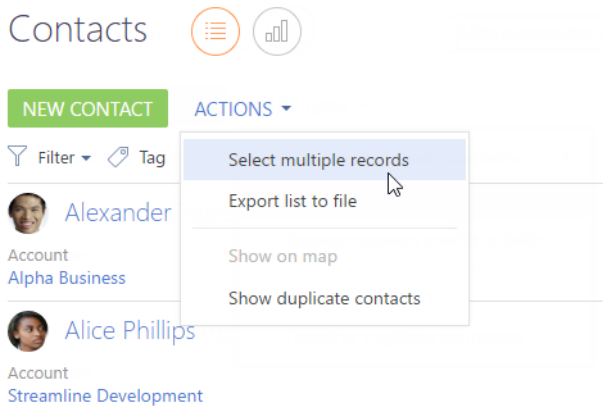 Contacts
NEW CONTACT ACTIONS
Filter Tag
Select multiple records
Export list to file
Show on map
Show duplicate contacts
Alexander
Account
Alpha Business
Alice Phillips
Account
Streamline Development